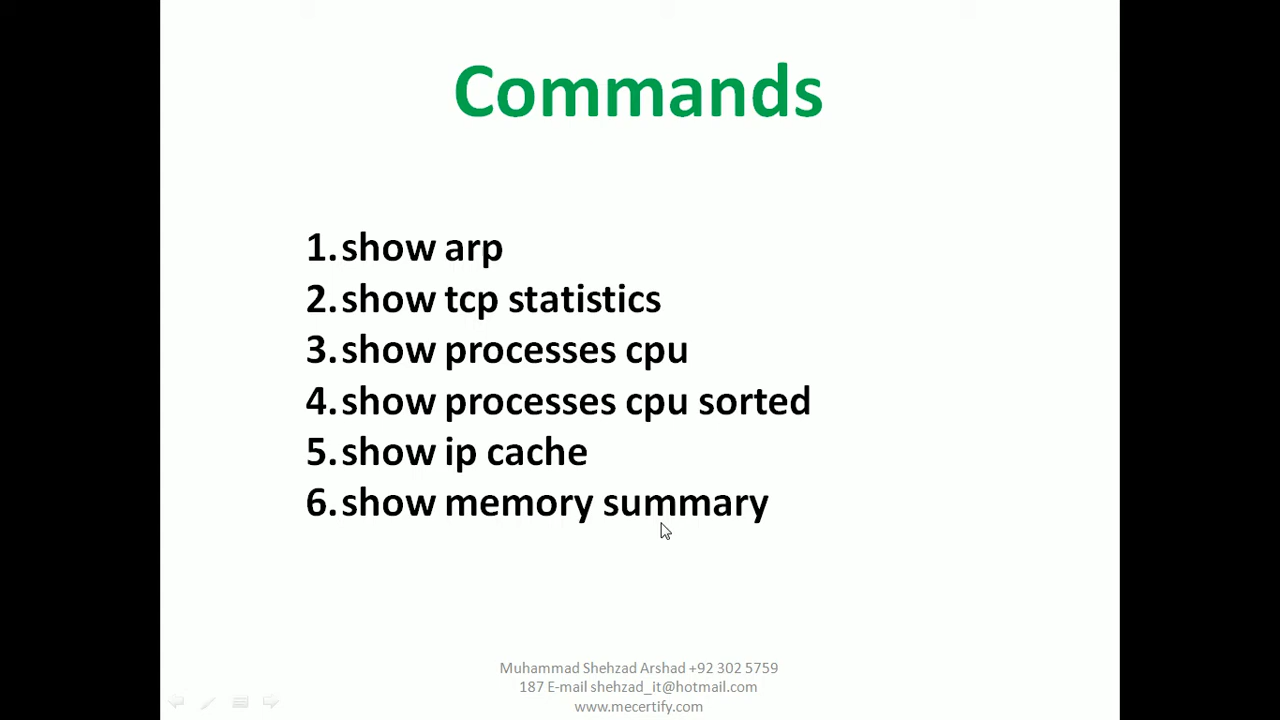 Commands
1. show arp
2. show tcp statistics
3. show processes cpu
4. show processes cpu sorted
5. show ip cache
6. show memory summary
Muhammad Shehzad Arshad +92 302 5759
187 E-mail shehzad_it@hotmail.com
www.mecertify.com